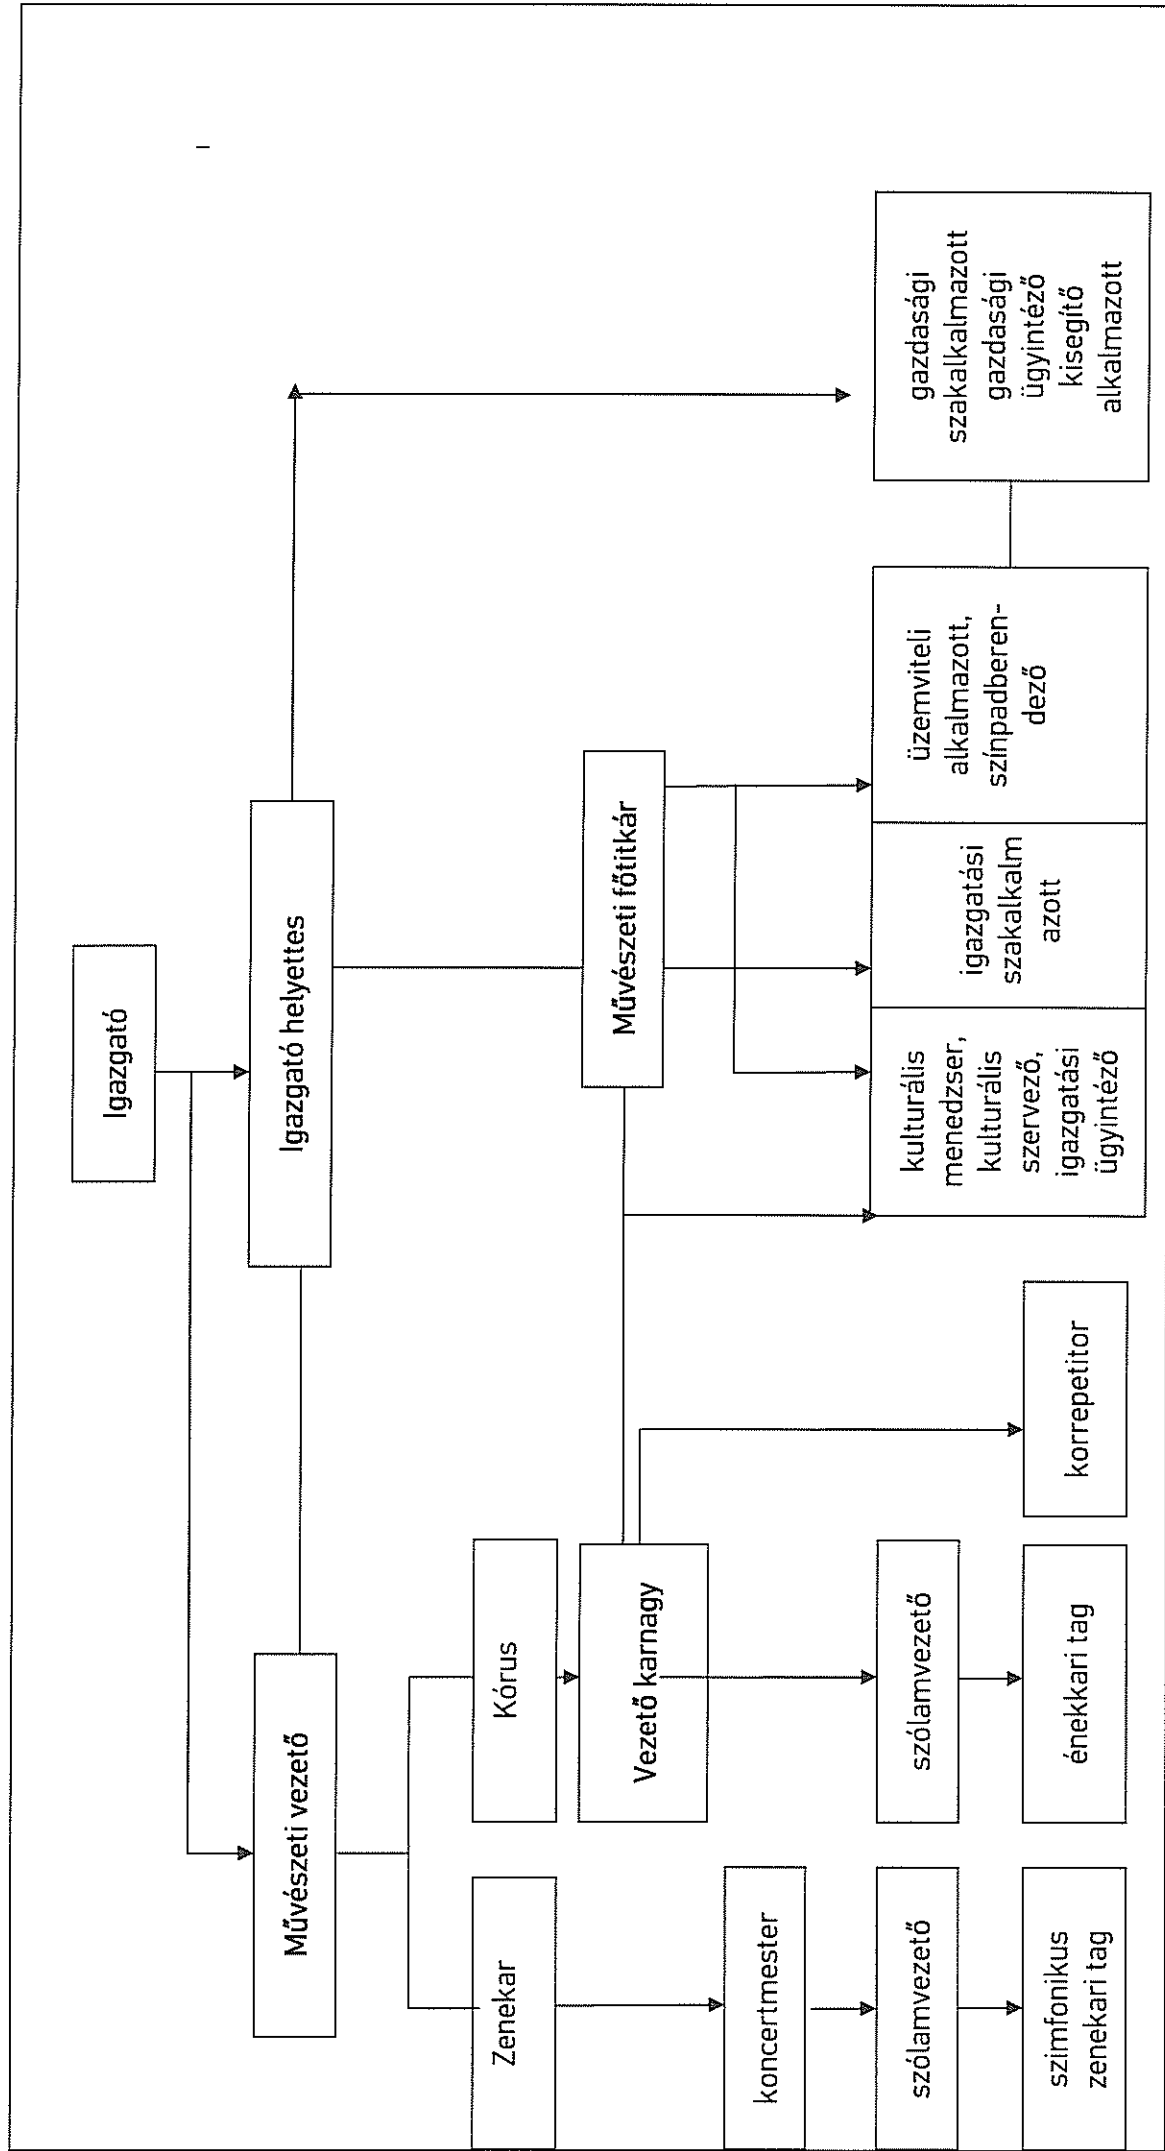 Igazgató
Művészeti vezető
Igazgató helyettes
Zenekar
Kórus
Vezető karnagy
Művészeti főtitkár
koncertmester
szólamvezető
szólamvezető
szimfonikus
zenekari tag
énekkari tag
korrepetitor
kulturális
menedzser,
kulturális
szervező,
igazgatási
ügyintéző
igazgatási
szakalkalm
azott
üzemviteli
alkalmazott,
színpadberen-
dező
gazdasági
szakalkalmazott
gazdasági
ügyintéző
kisegítő
alkalmazott